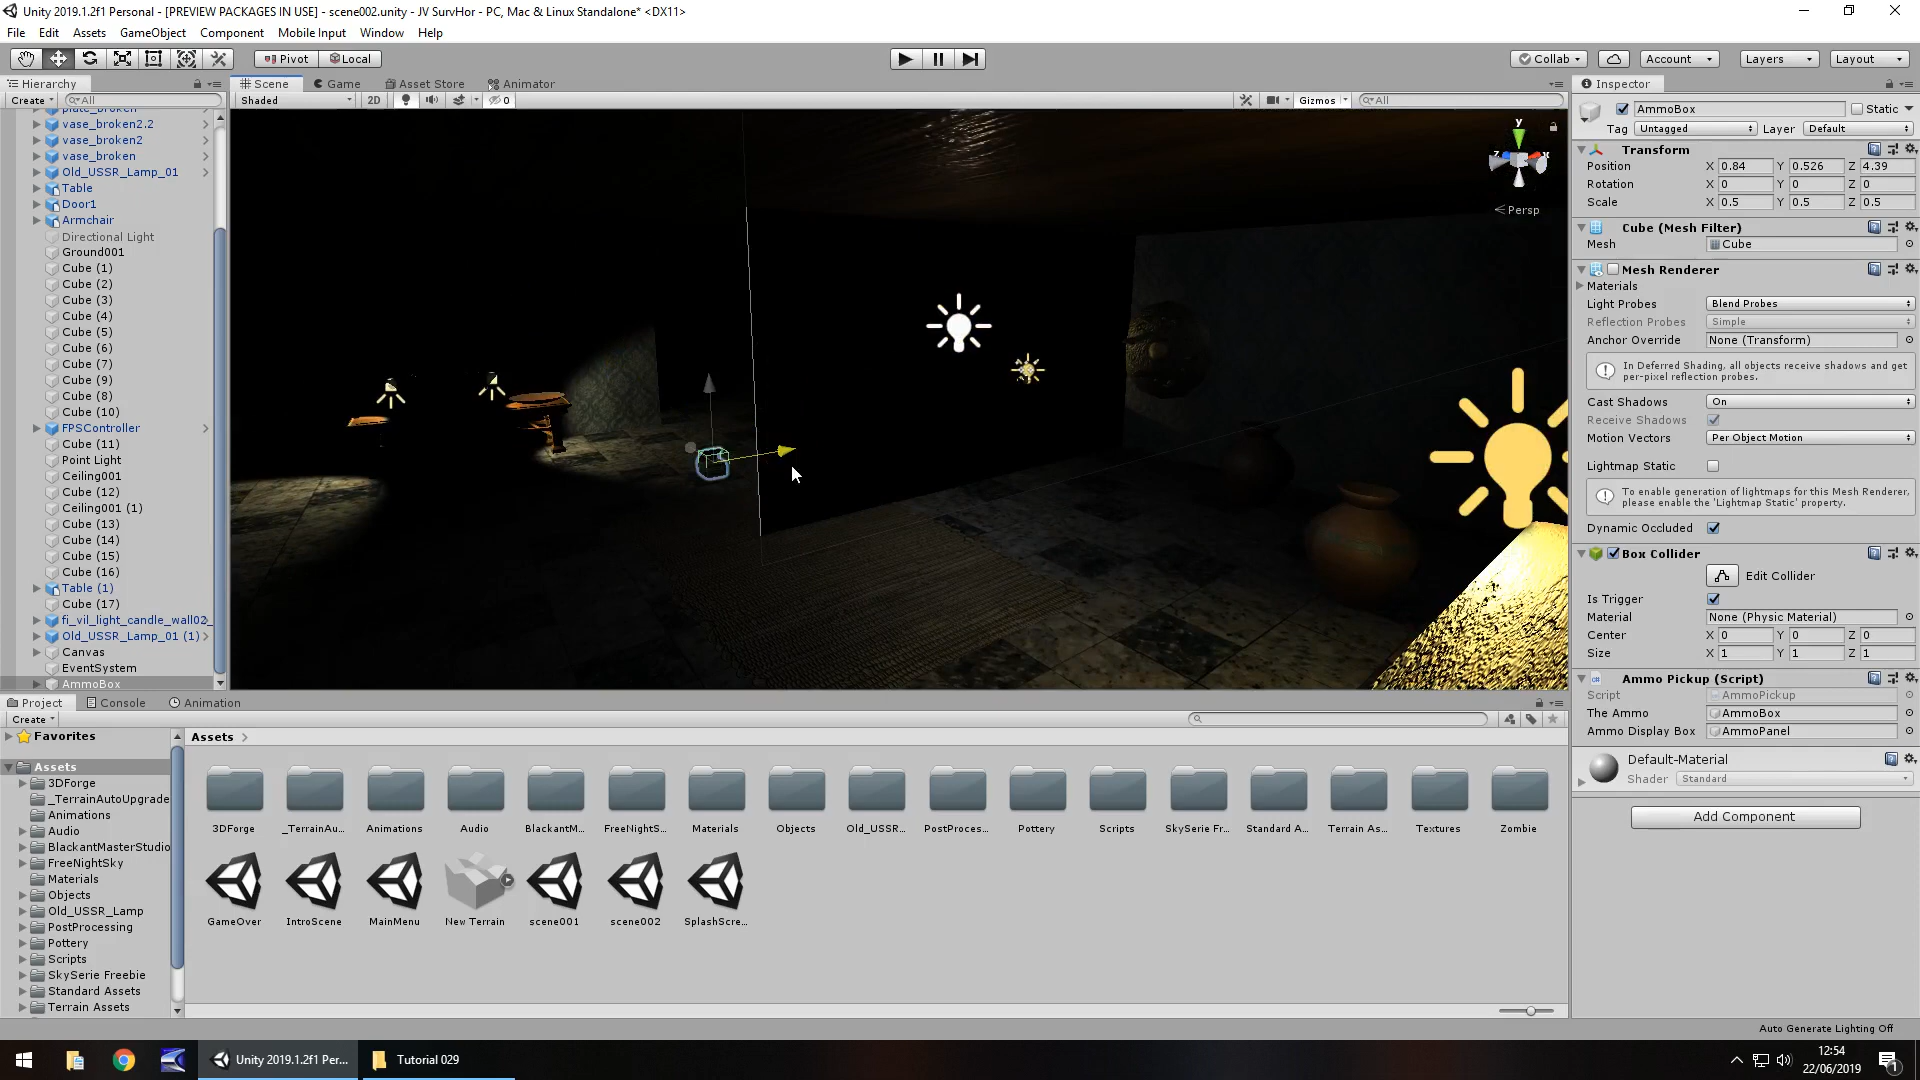 Unity 2019.1.2f1 Personal - [PREVIEW PACKAGES IN USE] - scene002.unity - JV SurvHor - PC, Mac & Linux Standalone* <DX11>
File Edit Assets GameObject Component Mobile Input Window Help
Pivot Local Collab Account Layers Layout
Hierarchy Scene Game Asset Store Animator Inspector
Create All Shaded 2D 0 Gizmos All
plate_broken
vase_broken2.2
vase_broken2
vase_broken
Old_USSR_Lamp_01
Table
Door1
Armchair
Directional Light
Ground001
Cube (1)
Cube (2)
Cube (3)
Cube (4)
Cube (5)
Cube (6)
Cube (7)
Cube (9)
Cube (8)
Cube (10)
FPSController
Cube (11)
Point Light
Ceiling001
Cube (12)
Ceiling001 (1)
Cube (13)
Cube (14)
Cube (15)
Cube (16)
Table (1)
Cube (17)
fi_vil_light_candle_wall02_
Old_USSR_Lamp_01 (1)
Canvas
EventSystem
AmmoBox
y
z x
Persp
AmmoBox Static
Tag Untagged Layer Default
Transform
Position X 0.84 Y 0.526 Z 4.39
Rotation X 0 Y 0 Z 0
Scale X 0.5 Y 0.5 Z 0.5
Cube (Mesh Filter)
Mesh Cube
Mesh Renderer
Materials
Light Probes Blend Probes
Reflection Probes Simple
Anchor Override None (Transform)
In Deferred Shading, all objects receive shadows and get
per-pixel reflection probes.
Cast Shadows On
Receive Shadows
Motion Vectors Per Object Motion
Lightmap Static
To enable generation of lightmaps for this Mesh Renderer,
please enable the 'Lightmap Static' property.
Dynamic Occluded
Box Collider
Edit Collider
Is Trigger
Material None (Physic Material)
Center X 0 Y 0 Z 0
Size X 1 Y 1 Z 1
Ammo Pickup (Script)
Script AmmoPickup
The Ammo AmmoBox
Ammo Display Box AmmoPanel
Default-Material
Shader Standard
Add Component
Project Console Animation
Create
Favorites
Assets
3DForge
_TerrainAutoUpgrade
Animations
Audio
BlackantMasterStudio
FreeNightSky
Materials
Objects
Old_USSR_Lamp
PostProcessing
Pottery
Scripts
SkySerie Freebie
Standard Assets
Terrain Assets
Assets
3DForge _TerrainAu... Animations Audio BlackantM... FreeNightS... Materials Objects Old_USSR... PostProces... Pottery Scripts SkySerie Fr... Standard A... Terrain As... Textures Zombie
GameOver IntroScene MainMenu New Terrain scene001 scene002 SplashScre...
Auto Generate Lighting Off
Unity 2019.1.2f1 Per... Tutorial 029
12:54
22/06/2019
1